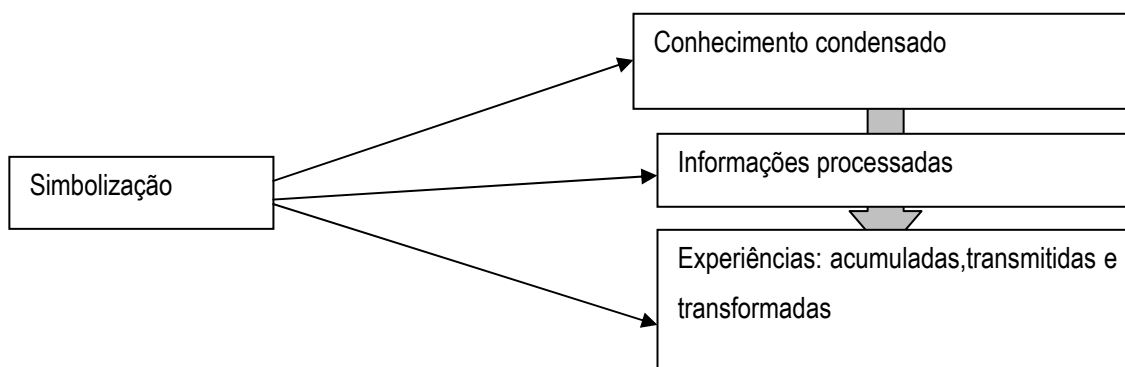 Conhecimento condensado
Simbolização
Informações processadas
Experiências: acumuladas,transmitidas e
transformadas